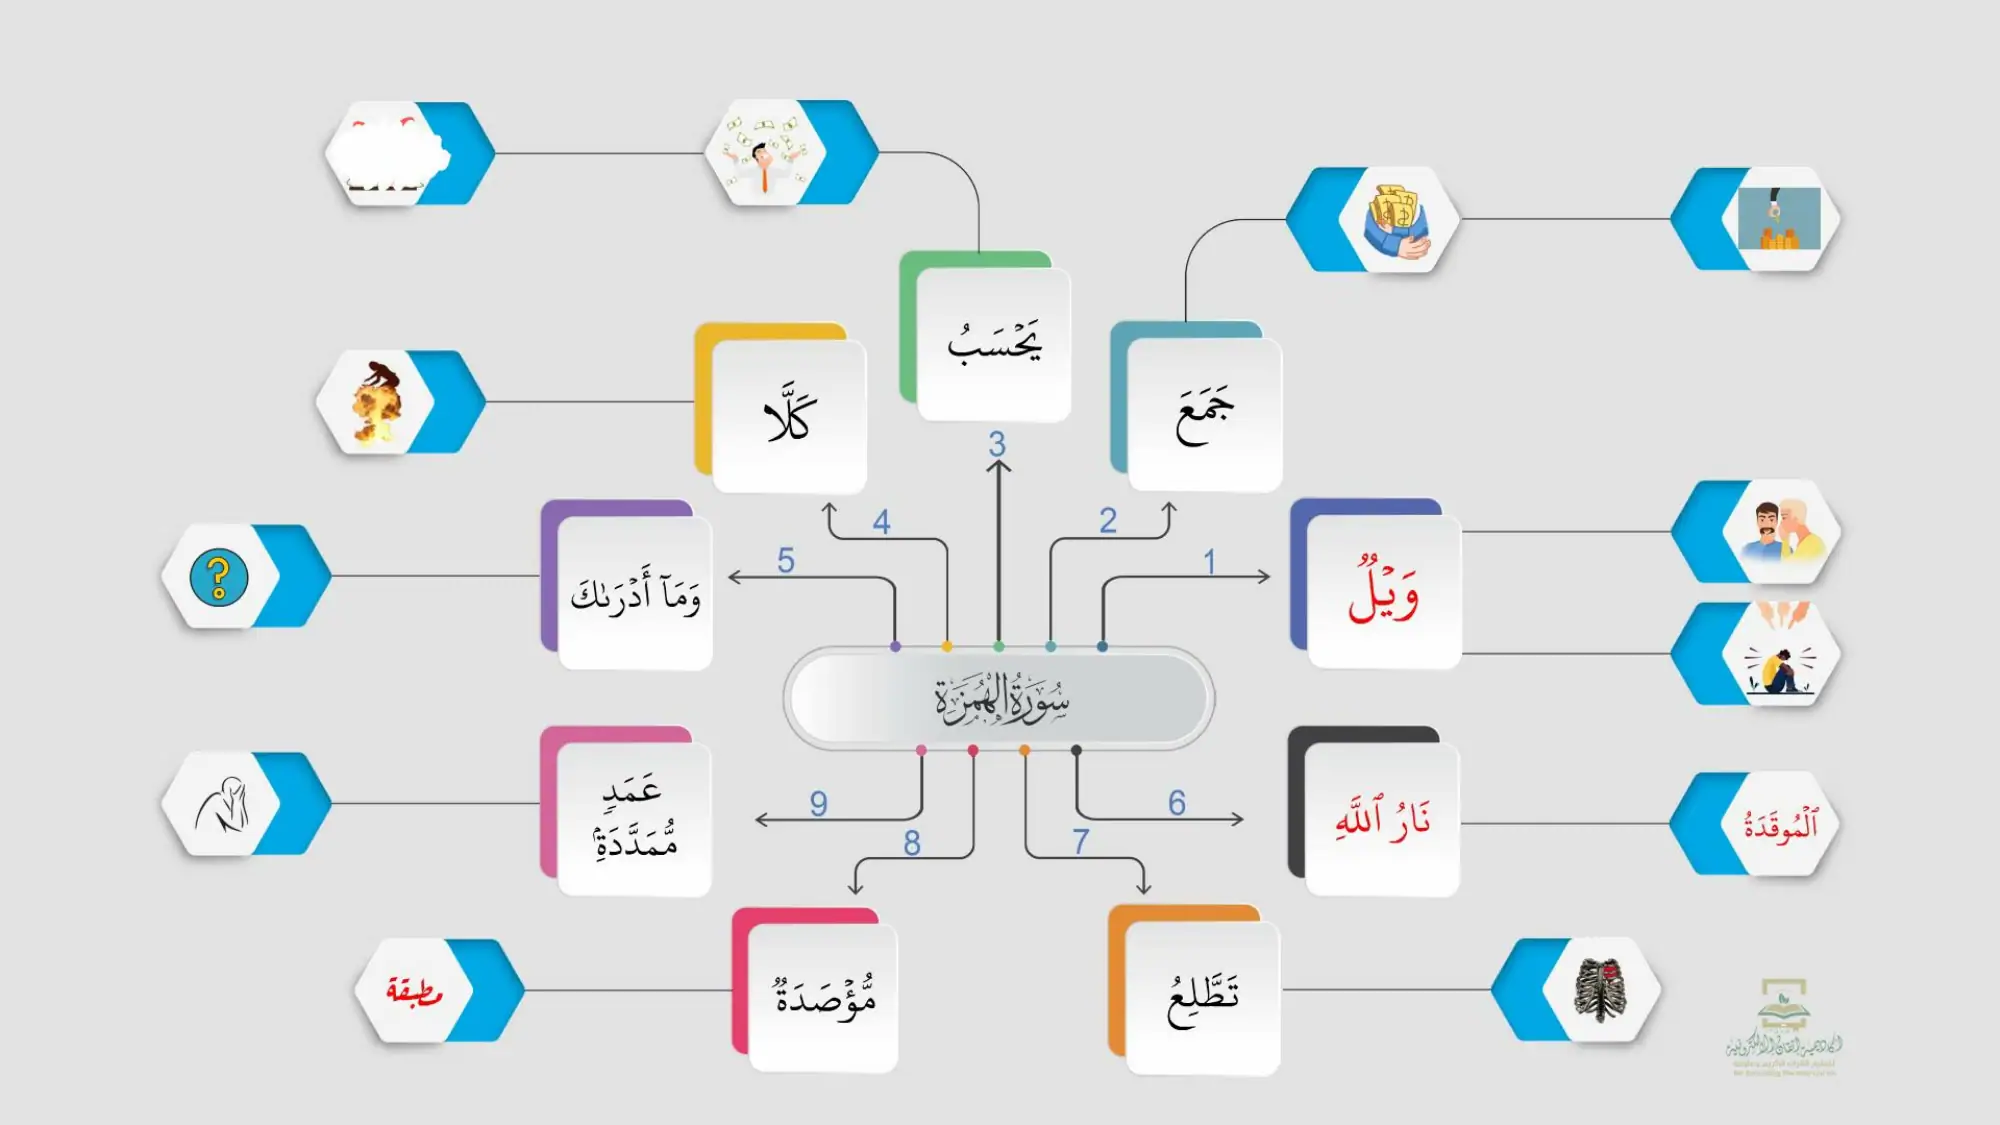 سُورَةُ الهُمَزَة
1
وَيۡلٞ
2
جَمَعَ
3
يَحۡسَبُ
4
كَلَّا
5
وَمَآ أَدۡرَىٰكَ
6
نَارُ ٱللَّهِ
ٱلۡمُوقَدَةُ
7
تَطَّلِعُ
8
مُّؤۡصَدَةٞ
مطبقة
9
عَمَدٖ
مُّمَدَّدَةِۭ